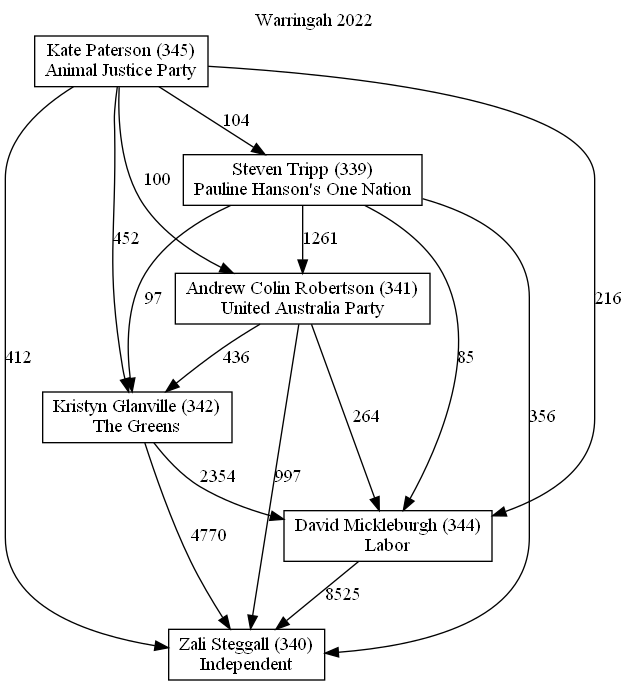 Warringah 2022
Kate Paterson (345)
Animal Justice Party
104
Steven Tripp (339)
Pauline Hanson's One Nation
100
452
1261
97
216
Andrew Colin Robertson (341)
United Australia Party
412
436
85
Kristyn Glanville (342)
The Greens
264
356
2354
997
4770
David Mickleburgh (344)
Labor
8525
Zali Steggall (340)
Independent